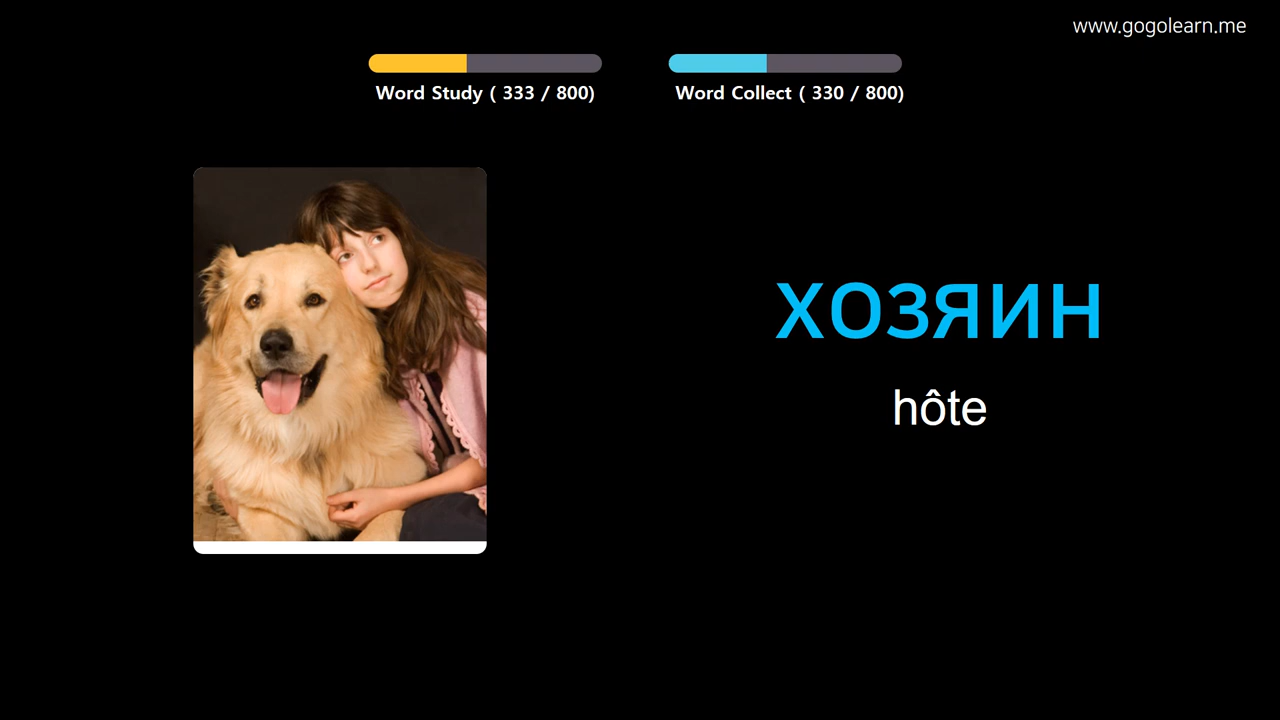 www.gogolearn.me
Word Study ( 333 / 800)
Word Collect ( 330 / 800)
хозяин
hôte